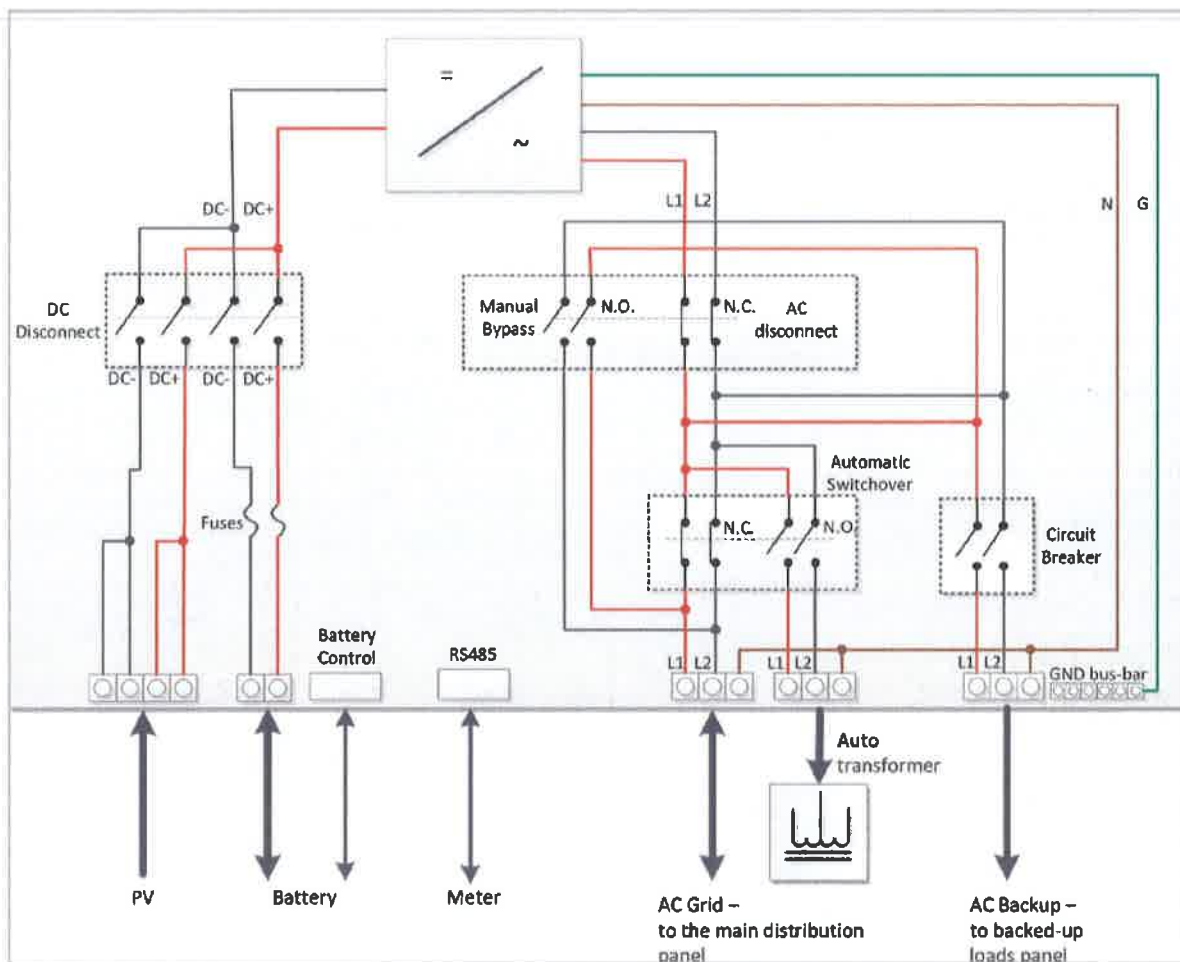 =
~
DC- DC+
L1 L2
N G
DC
Disconnect
Manual
Bypass
N.O.
N.C.
AC
disconnect
DC- DC+ DC- DC+
Fuses
Automatic
Switchover
N.C.
N.O.
Circuit
Breaker
Battery
Control
RS485
L1 L2
L1 L2
L1 L2
GND bus-bar
Auto
transformer
PV
Battery
Meter
AC Grid –
to the main distribution
panel
AC Backup –
to backed-up
loads panel